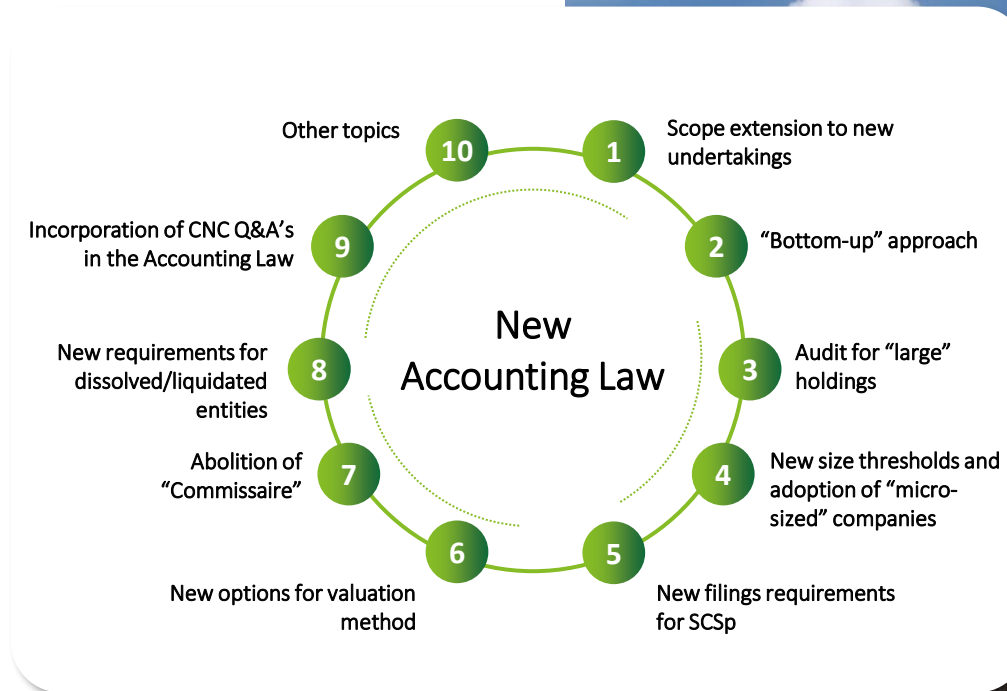 New
Accounting Law
1
Scope extension to new
undertakings
2
“Bottom-up” approach
3
Audit for “large”
holdings
4
New size thresholds and
adoption of “micro-
sized” companies
5
New filings requirements
for SCSp
6
New options for valuation
method
7
Abolition of
“Commissaire”
8
New requirements for
dissolved/liquidated
entities
9
Incorporation of CNC Q&A’s
in the Accounting Law
10
Other topics